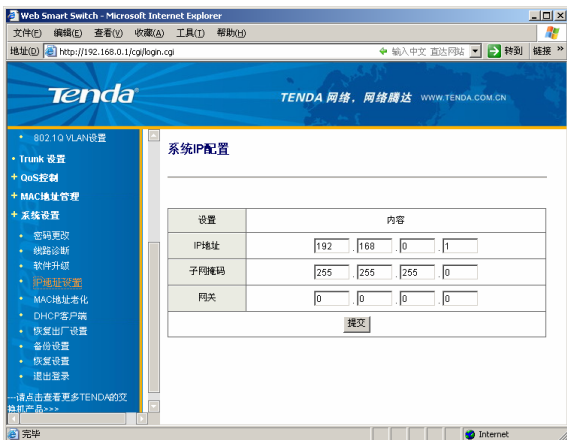 Web Smart Switch - Microsoft Internet Explorer
文件(F) 编辑(E) 查看(V) 收藏(A) 工具(T) 帮助(H)
地址(D) http://192.168.0.1/cgi/login.cgi 输入中文 直达网站 转到 链接 »
Tenda
TENDA 网络，网络腾达 WWW.TENDA.COM.CN
802.1Q VLAN设置
Trunk 设置
+ QoS控制
+ MAC地址管理
+ 系统设置
密码更改
线路诊断
软件升级
IP地址设置
MAC地址老化
DHCP客户端
恢复出厂设置
备份设置
恢复设置
退出登录
---请点击查看更多TENDA的交
换机产品>>>
系统IP配置
设置 内容
IP地址 192 . 168 . 0 . 1
子网掩码 255 . 255 . 255 . 0
网关 0 . 0 . 0 . 0
提交
完毕 Internet